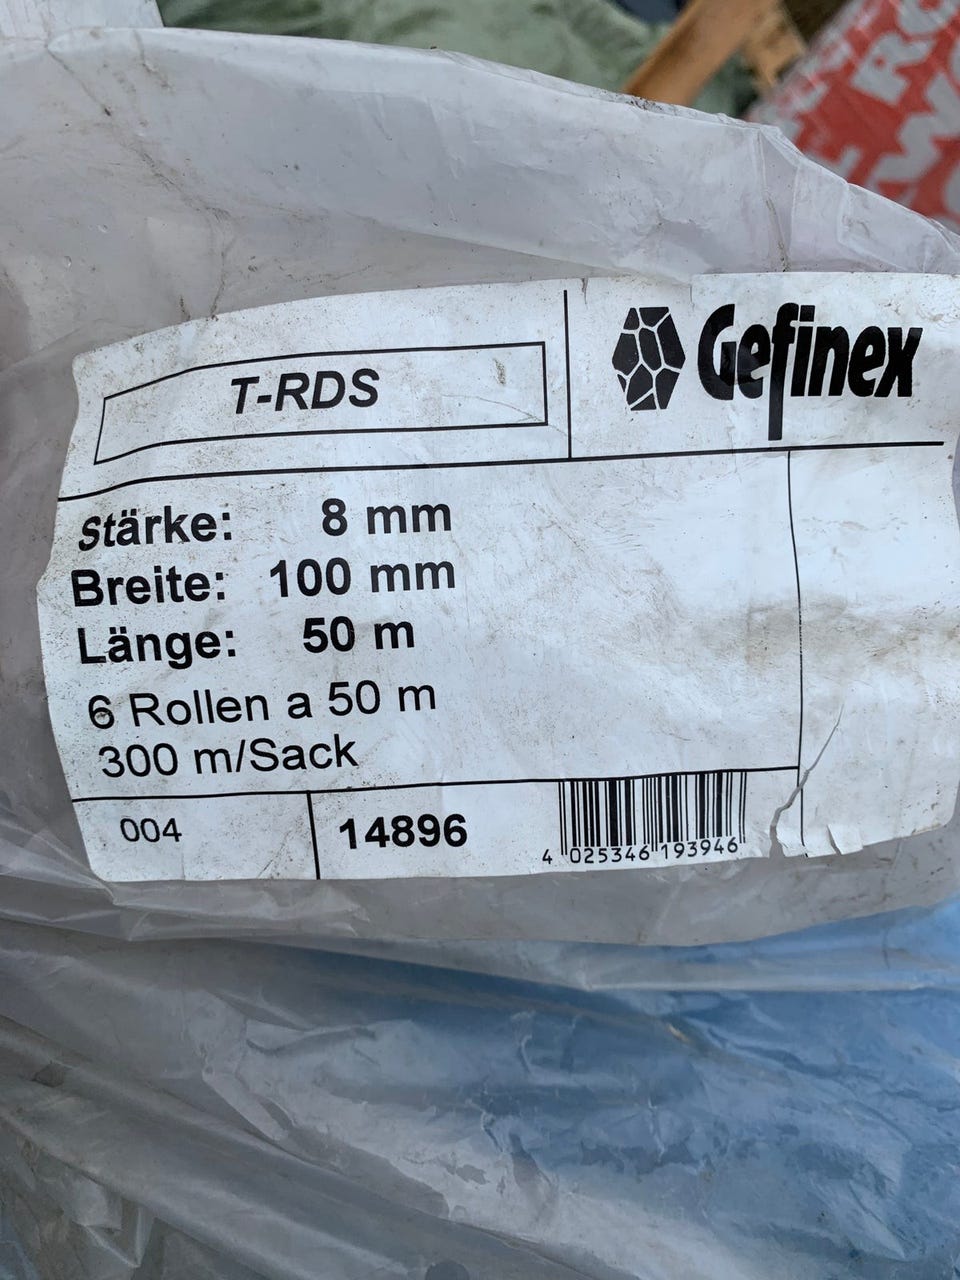 T-RDS
Gefinex
Stärke: 8 mm
Breite: 100 mm
Länge: 50 m
6 Rollen a 50 m
300 m/Sack
004
14896
4 025346 193946